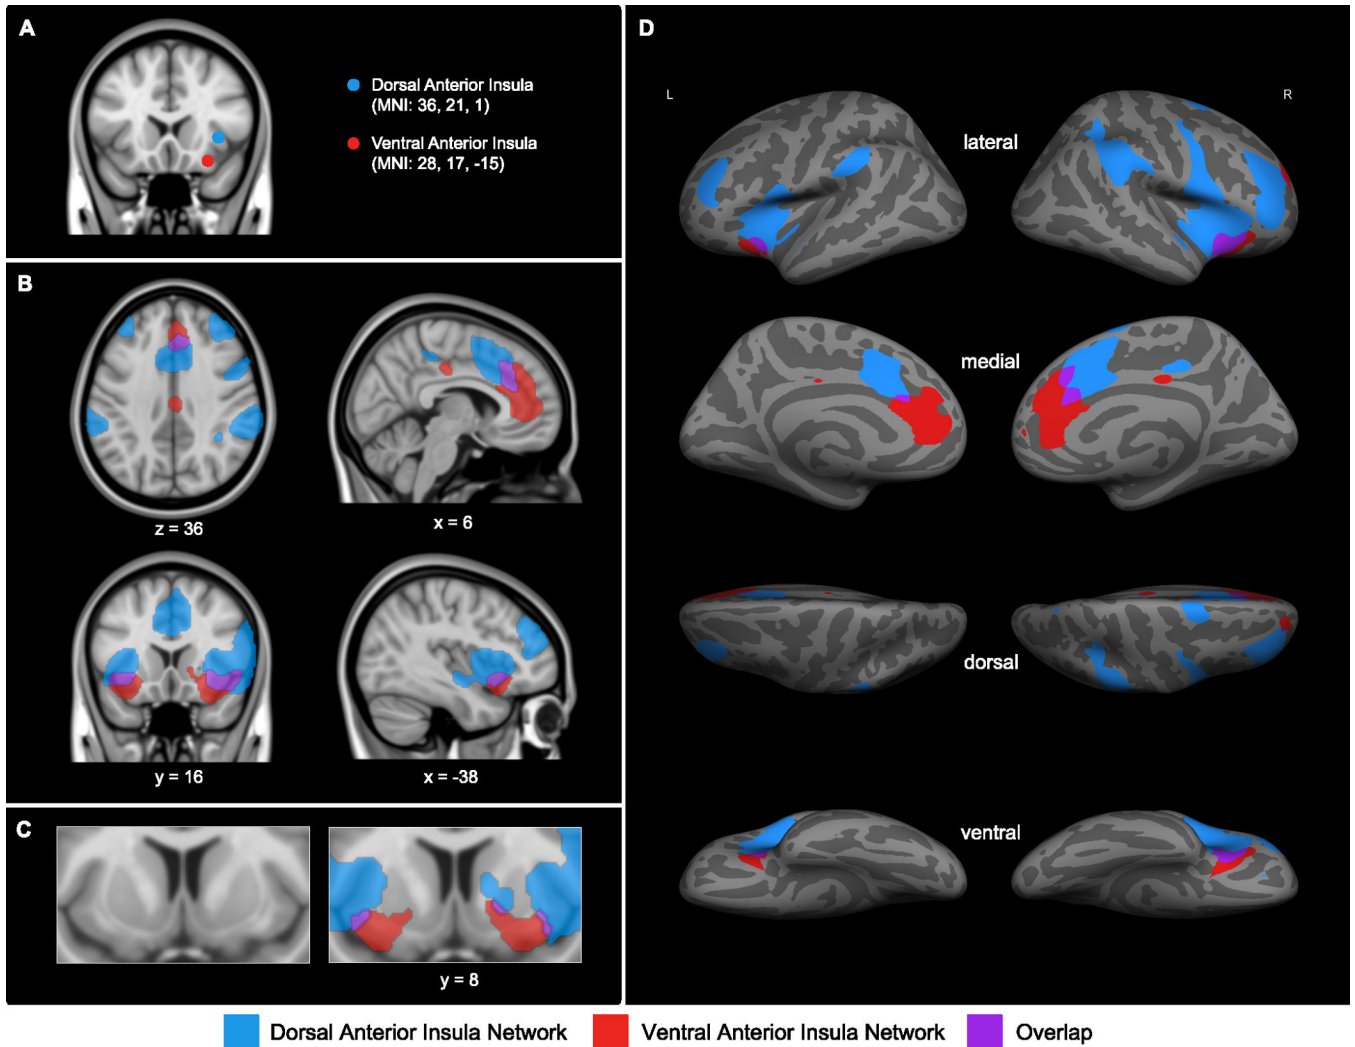 A
Dorsal Anterior Insula
(MNI: 36, 21, 1)
Ventral Anterior Insula
(MNI: 28, 17, -15)
B
z = 36
x = 6
y = 16
x = -38
C
y = 8
D
L
R
lateral
medial
dorsal
ventral
Dorsal Anterior Insula Network
Ventral Anterior Insula Network
Overlap